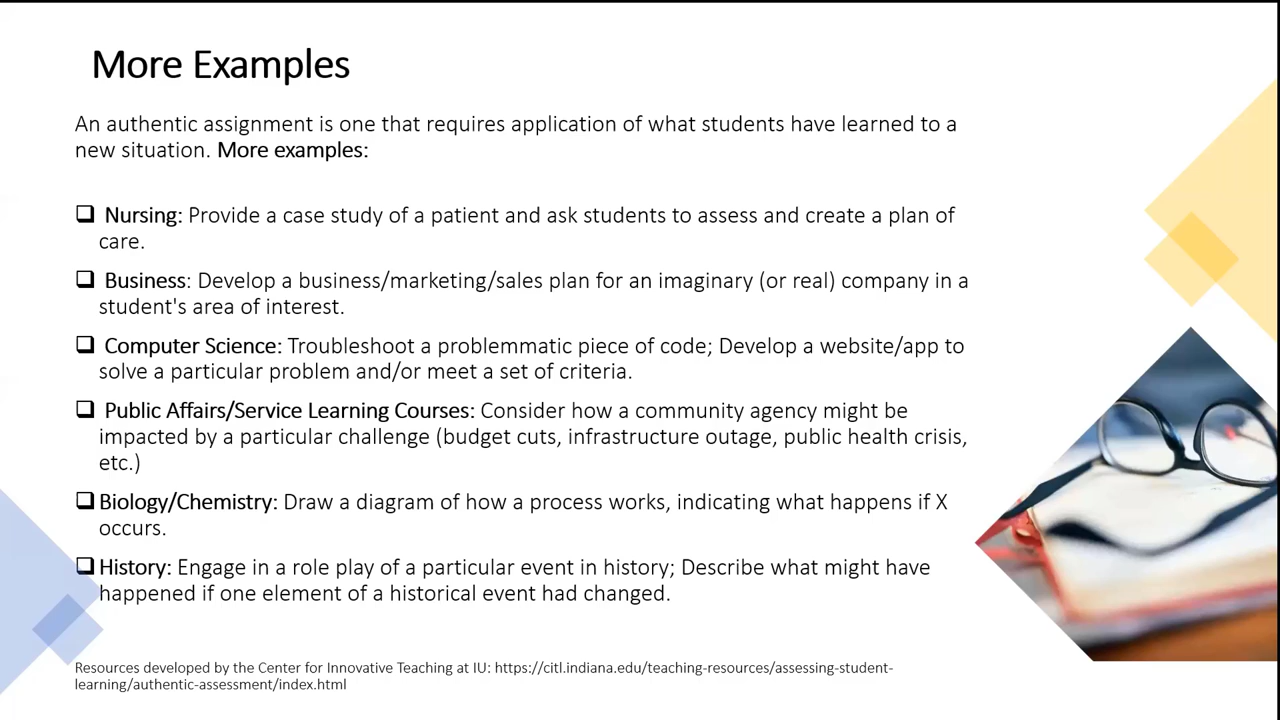 More Examples
An authentic assignment is one that requires application of what students have learned to a
new situation. More examples:
❑ Nursing: Provide a case study of a patient and ask students to assess and create a plan of
care.
❑ Business: Develop a business/marketing/sales plan for an imaginary (or real) company in a
student's area of interest.
❑ Computer Science: Troubleshoot a problemmatic piece of code; Develop a website/app to
solve a particular problem and/or meet a set of criteria.
❑ Public Affairs/Service Learning Courses: Consider how a community agency might be
impacted by a particular challenge (budget cuts, infrastructure outage, public health crisis,
etc.)
❑ Biology/Chemistry: Draw a diagram of how a process works, indicating what happens if X
occurs.
❑ History: Engage in a role play of a particular event in history; Describe what might have
happened if one element of a historical event had changed.
Resources developed by the Center for Innovative Teaching at IU: https://citl.indiana.edu/teaching-resources/assessing-student-
learning/authentic-assessment/index.html